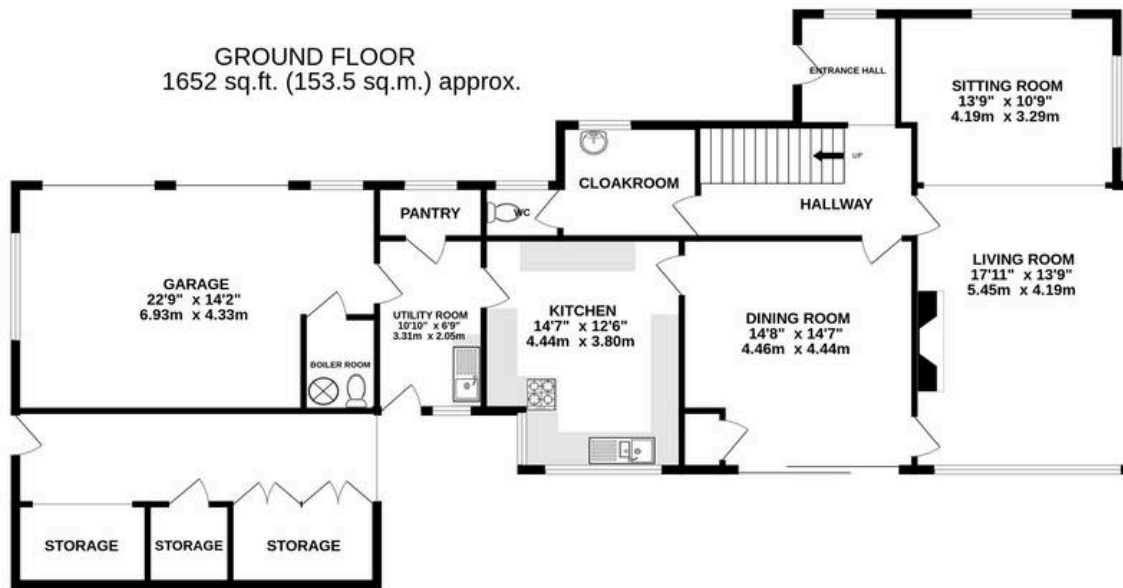 GROUND FLOOR
1652 sq.ft. (153.5 sq.m.) approx.
ENTRANCE HALL
SITTING ROOM
13'9" x 10'9"
4.19m x 3.29m
UP
CLOAKROOM
HALLWAY
PANTRY
WC
GARAGE
22'9" x 14'2"
6.93m x 4.33m
LIVING ROOM
17'11" x 13'9"
5.45m x 4.19m
UTILITY ROOM
10'10" x 6'9"
3.31m x 2.05m
KITCHEN
14'7" x 12'6"
4.44m x 3.80m
DINING ROOM
14'8" x 14'7"
4.46m x 4.44m
BOILER ROOM
STORAGE
STORAGE
STORAGE